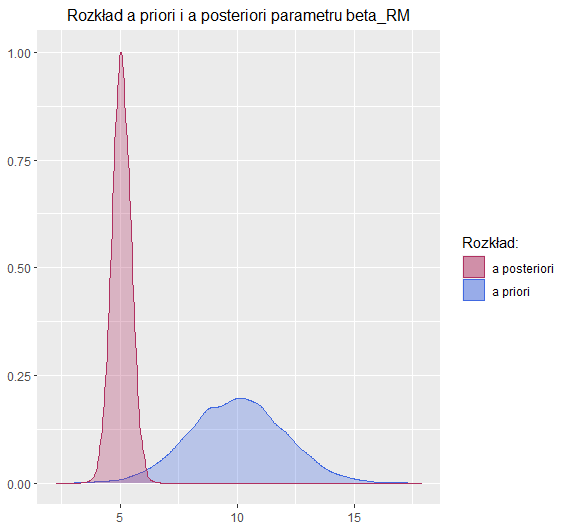 Rozkład a priori i a posteriori parametru beta_RM
1.00
0.75
0.50
0.25
0.00
5
10
15
Rozkład:
a posteriori
a priori